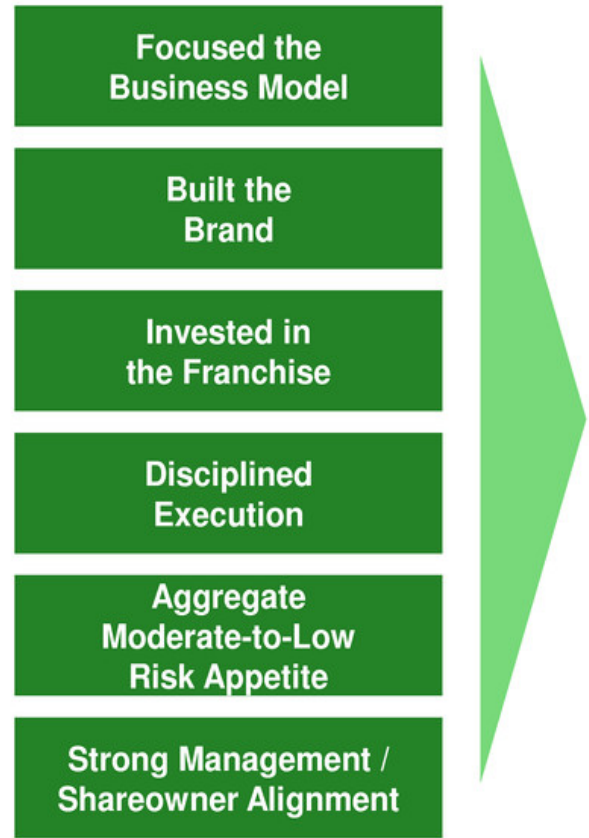 Focused the
Business Model
Built the
Brand
Invested in
the Franchise
Disciplined
Execution
Aggregate
Moderate-to-Low
Risk Appetite
Strong Management /
Shareowner Alignment